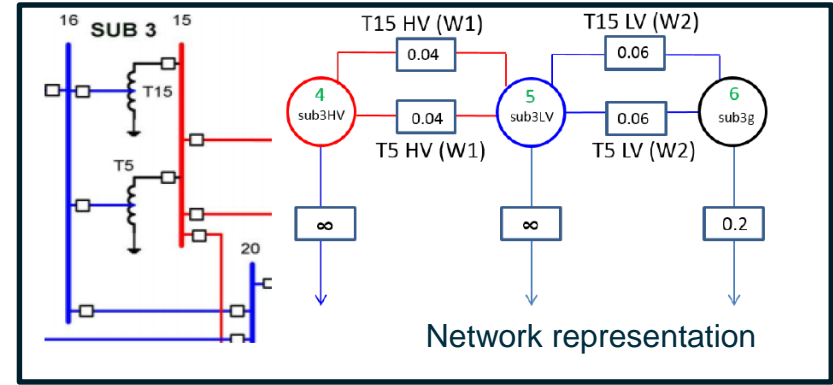 16 SUB 3 15
T15
T5
20
T15 HV (W1) T15 LV (W2)
0.04 0.06
4 5 6
sub3HV sub3LV sub3g
0.04 0.06
T5 HV (W1) T5 LV (W2)
∞ ∞ 0.2
Network representation